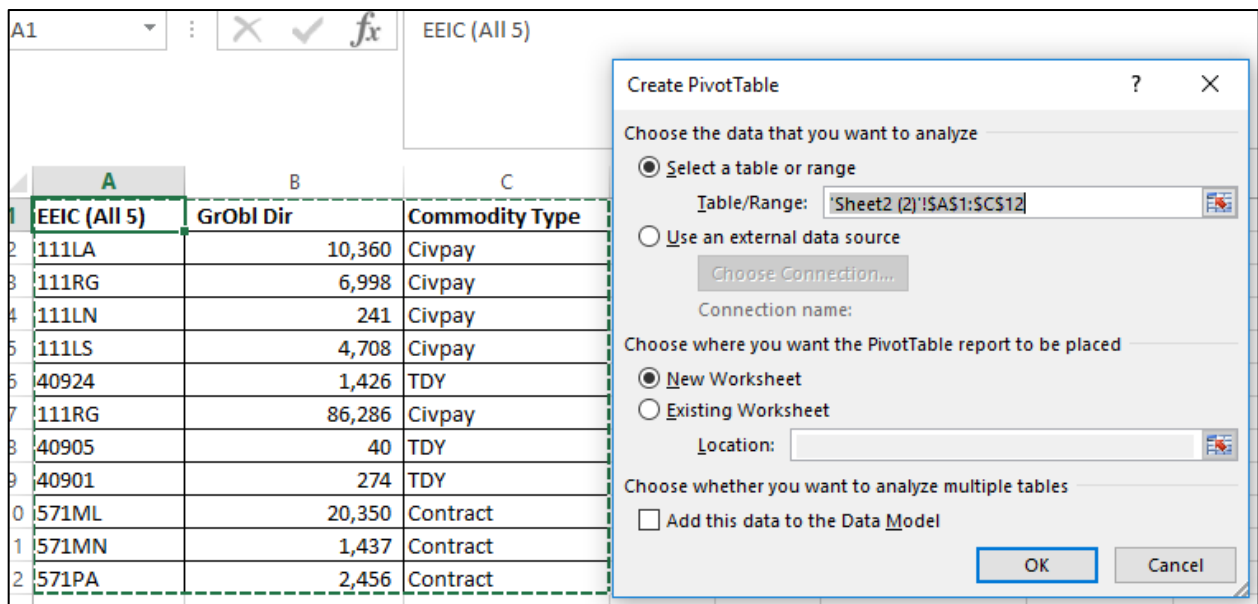 A1 fx EEIC (All 5)
A B C
1 EEIC (All 5) GrObl Dir Commodity Type
2 111LA 10,360 Civpay
3 111RG 6,998 Civpay
4 111LN 241 Civpay
5 111LS 4,708 Civpay
6 40924 1,426 TDY
7 111RG 86,286 Civpay
8 40905 40 TDY
9 40901 274 TDY
0 571ML 20,350 Contract
1 571MN 1,437 Contract
2 571PA 2,456 Contract
Create PivotTable ? X
Choose the data that you want to analyze
Select a table or range
Table/Range: 'Sheet2 (2)'!$A$1:$C$12
Use an external data source
Choose Connection...
Connection name:
Choose where you want the PivotTable report to be placed
New Worksheet
Existing Worksheet
Location:
Choose whether you want to analyze multiple tables
Add this data to the Data Model
OK Cancel